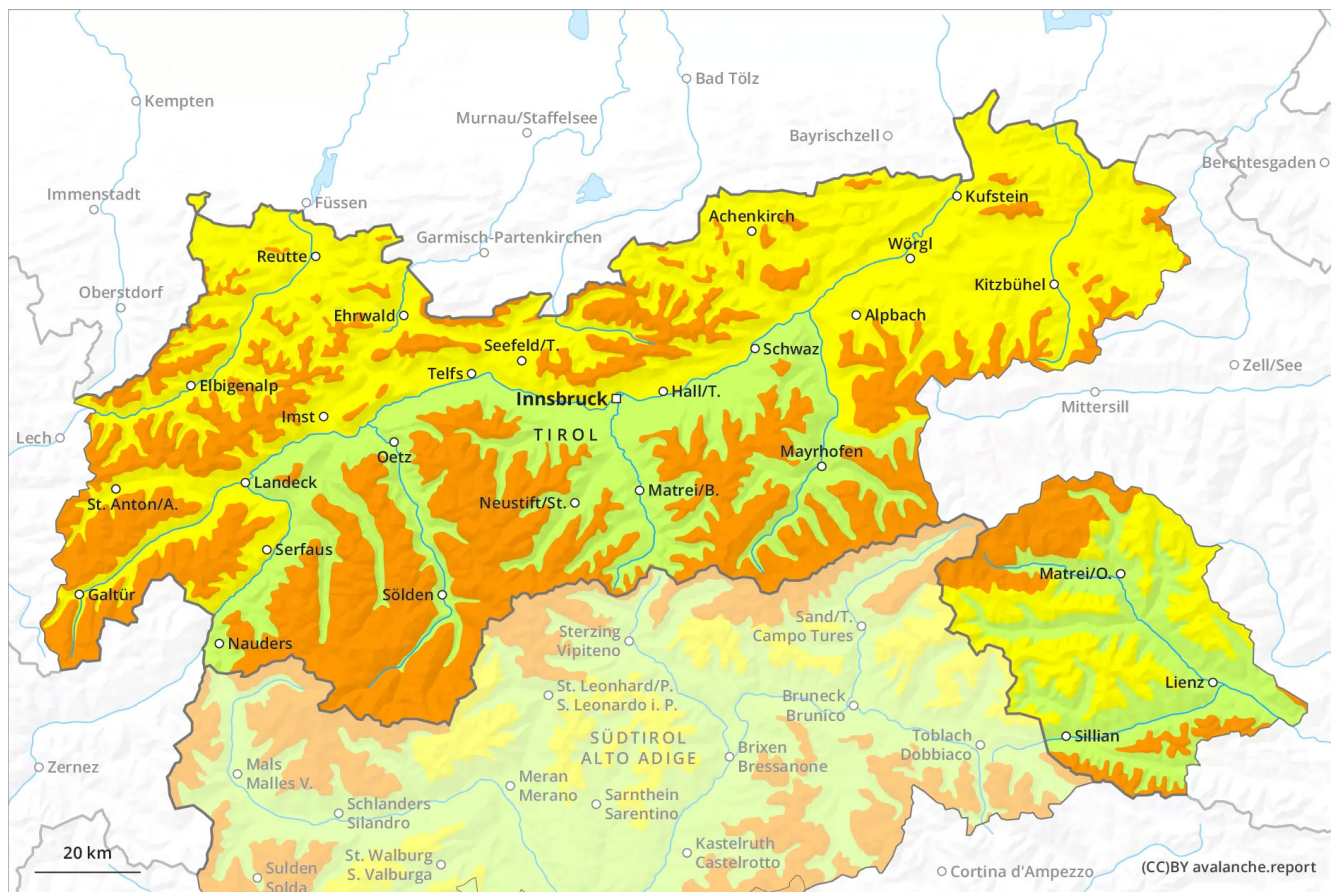 Bad Tölz
Kempten
Murnau/Staffelsee
Bayrischzell
Berchtesgaden
Immenstadt
Füssen
Kufstein
Achenkirch
Garmisch-Partenkirchen
Wörgl
Reutte
Kitzbühel
Oberstdorf
Ehrwald
Alpbach
Seefeld/T.
Schwaz
Zell/See
Telfs
Elbigenalp
Hall/T.
Innsbruck
Mittersill
Imst
Lech
TIROL
Oetz
Mayrhofen
Landeck
Matrei/B.
St. Anton/A.
Neustift/St.
Serfaus
Matrei/O.
Galtür
Sölden
Sand/T.
Campo Tures
Sterzing
Vipiteno
Nauders
Lienz
St. Leonhard/P.
S. Leonardo i. P.
Bruneck
Brunico
Toblach
Dobbiaco
Sillian
SÜDTIROL
ALTO ADIGE
Brixen
Bressanone
Zernez
Mals
Malles V.
Meran
Merano
Sarnthein
Sarentino
Schlanders
Silandro
20 km
St. Walburg
S. Valburga
Kastelruth
Castelrotto
Cortina d'Ampezzo
(CC)BY avalanche.report
Sulden
Solda